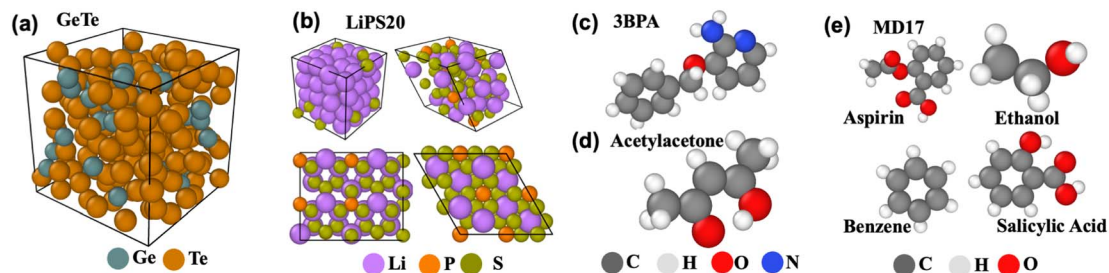 (a)
GeTe
Ge Te
(b)
LiPS20
Li P S
(c)
3BPA
(d)
Acetylacetone
C H O N
(e)
MD17
Aspirin Ethanol
Benzene Salicylic Acid
C H O